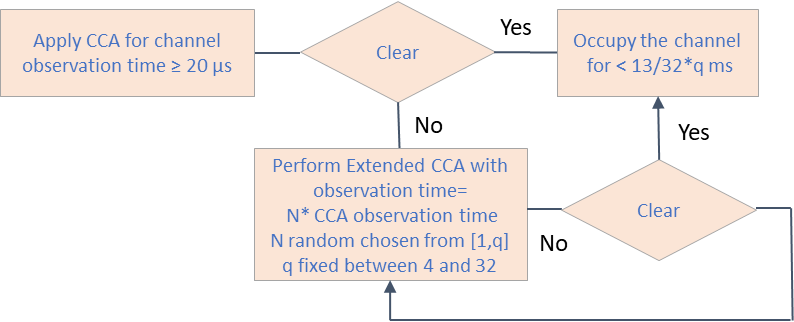 Apply CCA for channel
observation time ≥ 20 µs
Clear
Yes
Occupy the channel
for < 13/32*q ms
No
Perform Extended CCA with
observation time=
N* CCA observation time
N random chosen from [1,q]
q fixed between 4 and 32
No
Clear
Yes